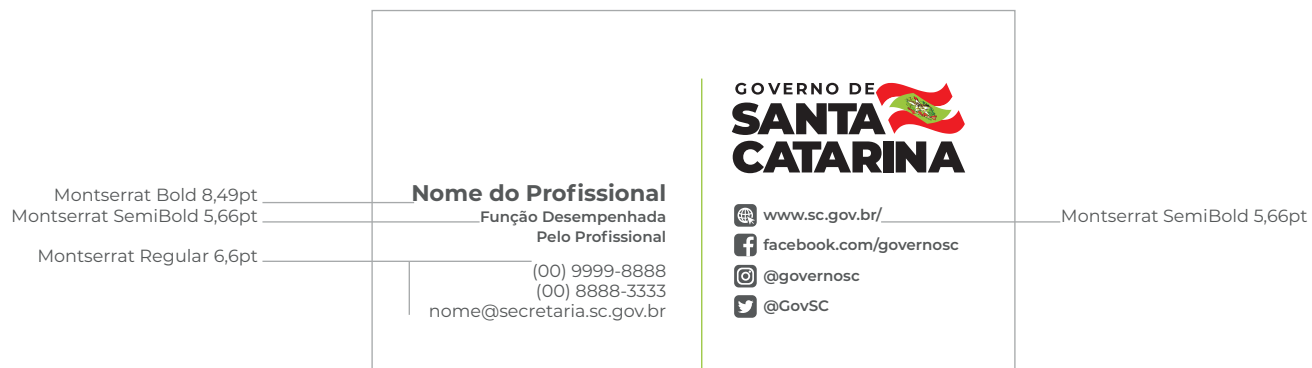 Montserrat Bold 8,49pt
Montserrat SemiBold 5,66pt
Montserrat Regular 6,6pt
Nome do Profissional
Função Desempenhada
Pelo Profissional
(00) 9999-8888
(00) 8888-3333
nome@secretaria.sc.gov.br
GOVERNO DE
SANTA
CATARINA
www.sc.gov.br/
facebook.com/governosc
@governosc
@GovSC
Montserrat SemiBold 5,66pt